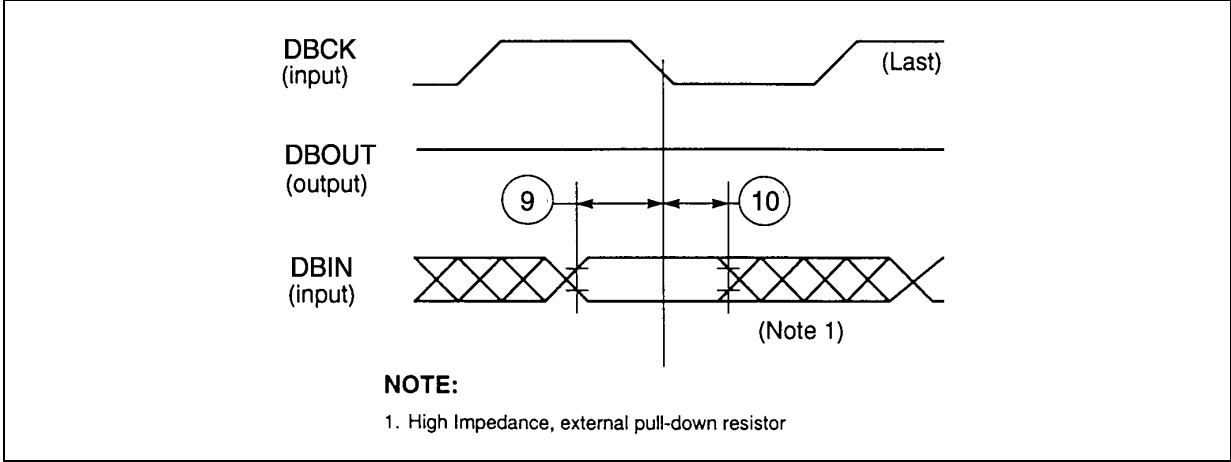 DBCK
(input)
(Last)
DBOUT
(output)
9
10
DBIN
(input)
(Note 1)
NOTE:
1. High Impedance, external pull-down resistor